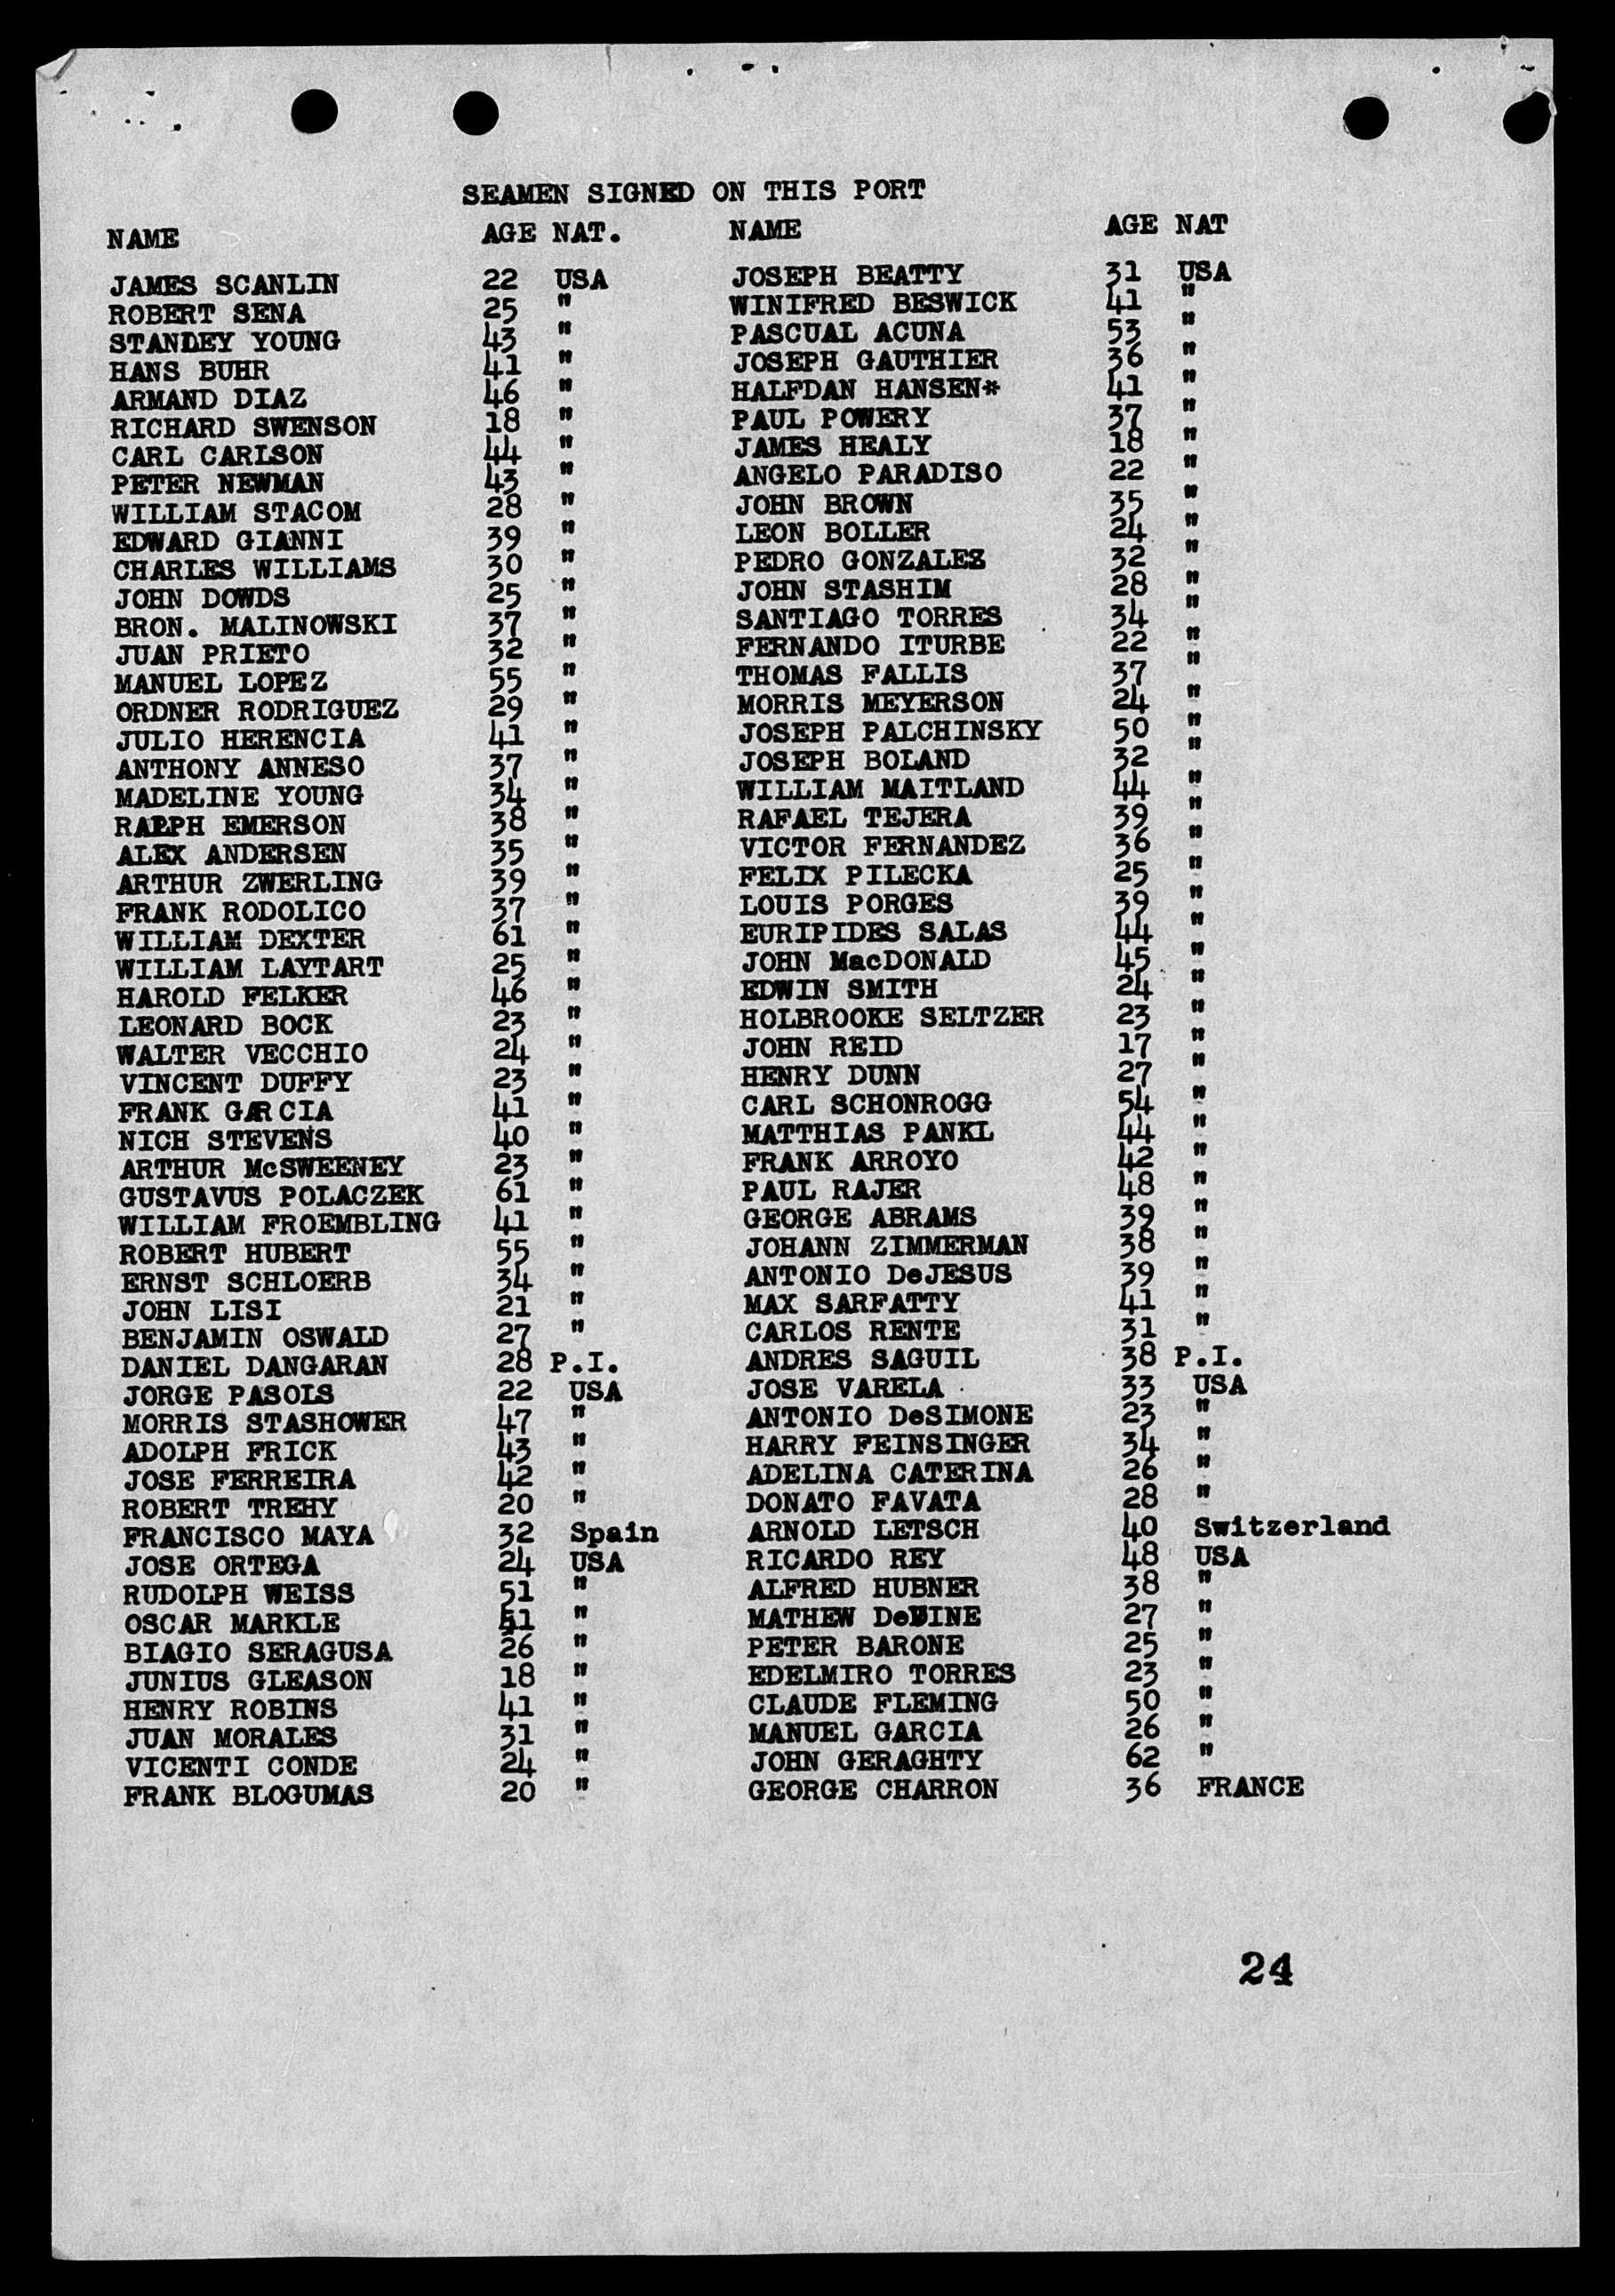 SEAMEN SIGNED ON THIS PORT
NAME AGE NAT. NAME AGE NAT
JAMES SCANLIN 22 USA JOSEPH BEATTY 31 USA
ROBERT SENA 25 " WINIFRED BESWICK 41 "
STANLEY YOUNG 43 " PASCUAL ACUNA 53 "
HANS BUHR 41 " JOSEPH GAUTHIER 36 "
ARMAND DIAZ 46 " HALFDAN HANSEN* 41 "
RICHARD SWENSON 18 " PAUL POWERY 37 "
CARL CARLSON 44 " JAMES HEALY 18 "
PETER NEWMAN 43 " ANGELO PARADISO 22 "
WILLIAM STACOM 28 " JOHN BROWN 35 "
EDWARD GIANNI 39 " LEON BOLLER 24 "
CHARLES WILLIAMS 30 " PEDRO GONZALEZ 32 "
JOHN DOWDS 25 " JOHN STASHIM 28 "
BRON. MALINOWSKI 37 " SANTIAGO TORRES 34 "
JUAN PRIETO 32 " FERNANDO ITURBE 22 "
MANUEL LOPEZ 55 " THOMAS FALLIS 37 "
ORDNER RODRIGUEZ 29 " MORRIS MEYERSON 24 "
JULIO HERENCIA 41 " JOSEPH PALCHINSKY 50 "
ANTHONY ANNESO 37 " JOSEPH BOLAND 32 "
MADELINE YOUNG 34 " WILLIAM MAITLAND 44 "
RALPH EMERSON 38 " RAFAEL TEJERA 39 "
ALEX ANDERSEN 35 " VICTOR FERNANDEZ 36 "
ARTHUR ZWERLING 39 " FELIX PILECKA 25 "
FRANK RODOLICO 37 " LOUIS PORGES 39 "
WILLIAM DEXTER 61 " EURIPIDES SALAS 44 "
WILLIAM LAYTART 25 " JOHN MacDONALD 45 "
HAROLD FELKER 46 " EDWIN SMITH 24 "
LEONARD BOCK 23 " HOLBROOKE SELTZER 23 "
WALTER VECCHIO 24 " JOHN REID 17 "
VINCENT DUFFY 23 " HENRY DUNN 27 "
FRANK GARCIA 41 " CARL SCHONROGG 54 "
NICH STEVENS 40 " MATTHIAS PANKL 44 "
ARTHUR McSWEENEY 23 " FRANK ARROYO 42 "
GUSTAVUS POLACZEK 61 " PAUL RAJER 48 "
WILLIAM FROEMBLING 41 " GEORGE ABRAMS 39 "
ROBERT HUBERT 55 " JOHANN ZIMMERMAN 38 "
ERNST SCHLOERB 34 " ANTONIO DeJESUS 39 "
JOHN LISI 21 " MAX SARFATTY 41 "
BENJAMIN OSWALD 27 " CARLOS RENTE 31 "
DANIEL DANGARAN 28 P.I. ANDRES SAGUIL 38 P.I.
JORGE PASOLS 22 USA JOSE VARELA 33 USA
MORRIS STASHOWER 47 " ANTONIO DeSIMONE 23 "
ADOLPH FRICK 43 " HARRY FEINSINGER 34 "
JOSE FERREIRA 42 " ADELINA CATERINA 26 "
ROBERT TREHY 20 " DONATO FAVATA 28 "
FRANCISCO MAYA 32 Spain ARNOLD LETSCH 40 Switzerland
JOSE ORTEGA 24 USA RICARDO REY 48 USA
RUDOLPH WEISS 51 " ALFRED HUBNER 38 "
OSCAR MARKLE 51 " MATHEW DeVINE 27 "
BIAGIO SERAGUSA 26 " PETER BARONE 25 "
JUNIUS GLEASON 18 " EDELMIRO TORRES 23 "
HENRY ROBINS 41 " CLAUDE FLEMING 50 "
JUAN MORALES 31 " MANUEL GARCIA 26 "
VICENTI CONDE 24 " JOHN GERAGHTY 62 "
FRANK BLOGUMAS 20 " GEORGE CHARRON 36 FRANCE
24